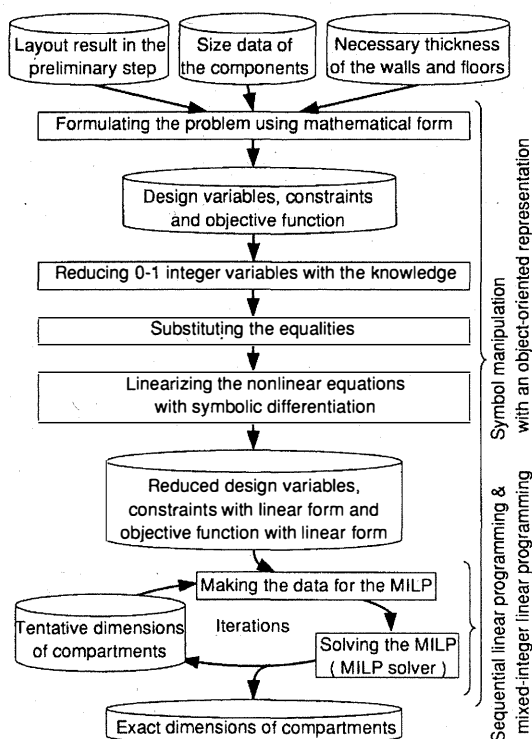 Layout result in the
preliminary step
Size data of
the components
Necessary thickness
of the walls and floors
Formulating the problem using mathematical form
Design variables, constraints
and objective function
Reducing 0-1 integer variables with the knowledge
Substituting the equalities
Linearizing the nonlinear equations
with symbolic differentiation
Symbol manipulation
with an object-oriented representation
Reduced design variables,
constraints with linear form and
objective function with linear form
Making the data for the MILP
Tentative dimensions
of compartments
Iterations
Solving the MILP
( MILP solver )
Exact dimensions of compartments
Sequential linear programming &
mixed-integer linear programming